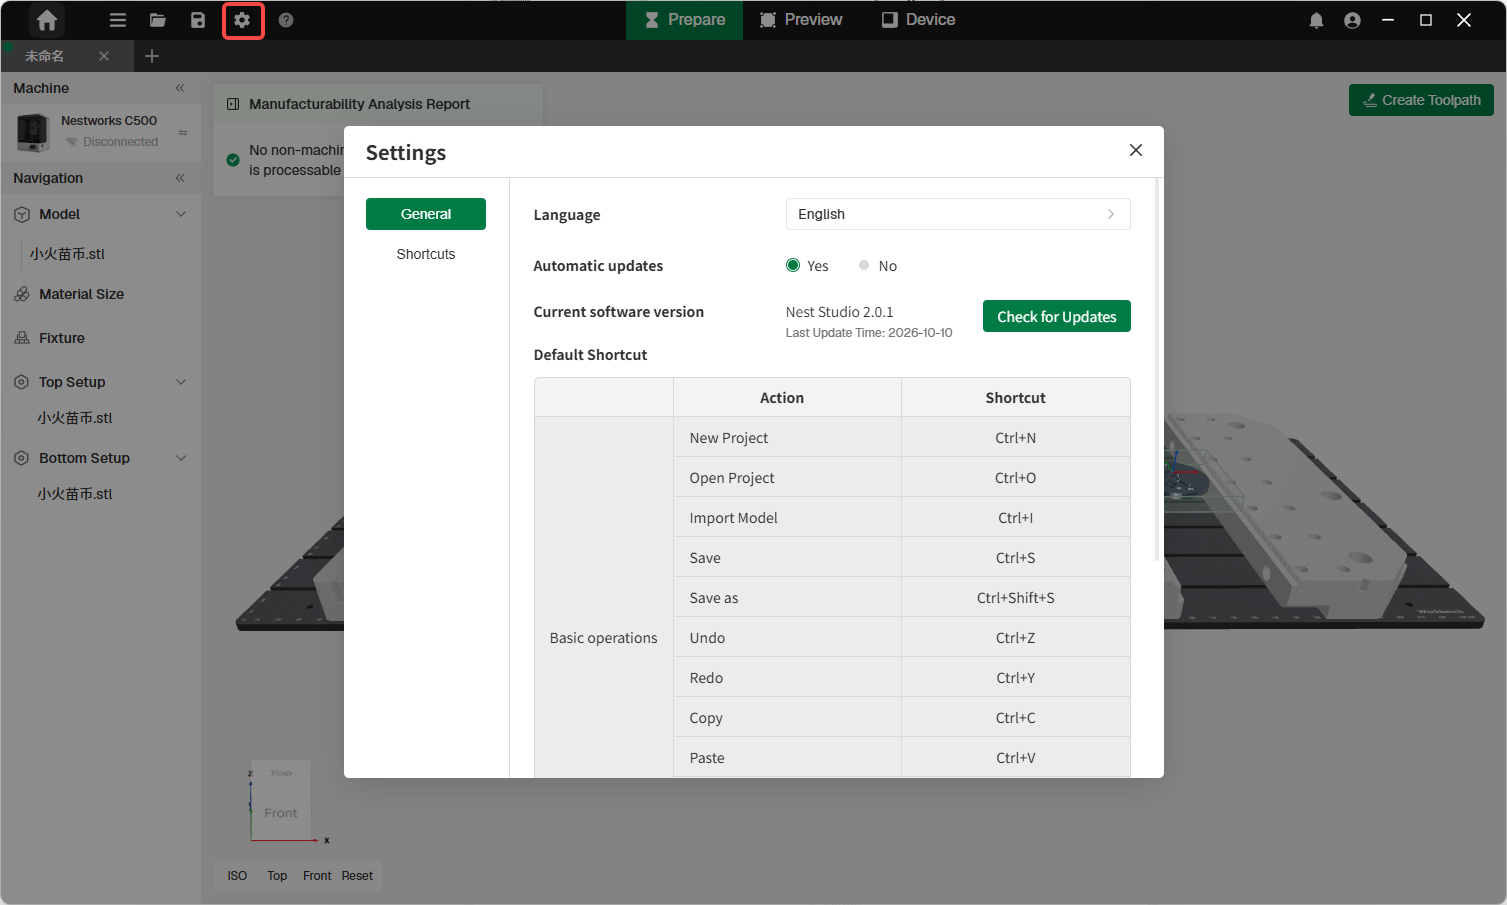 Prepare
Preview
Device
未命名
Machine
Nestworks C500
Disconnected
Navigation
Model
小火苗币.stl
Material Size
Fixture
Top Setup
小火苗币.stl
Bottom Setup
小火苗币.stl
Manufacturability Analysis Report
No non-machin
is processable
Create Toolpath
Settings
General
Shortcuts
Language
English
Automatic updates
Yes
No
Current software version
Nest Studio 2.0.1
Last Update Time: 2026-10-10
Check for Updates
Default Shortcut
Action
Shortcut
Basic operations
New Project
Ctrl+N
Open Project
Ctrl+O
Import Model
Ctrl+I
Save
Ctrl+S
Save as
Ctrl+Shift+S
Undo
Ctrl+Z
Redo
Ctrl+Y
Copy
Ctrl+C
Paste
Ctrl+V
Z
Top
Y
Front
X
ISO
Top
Front
Reset